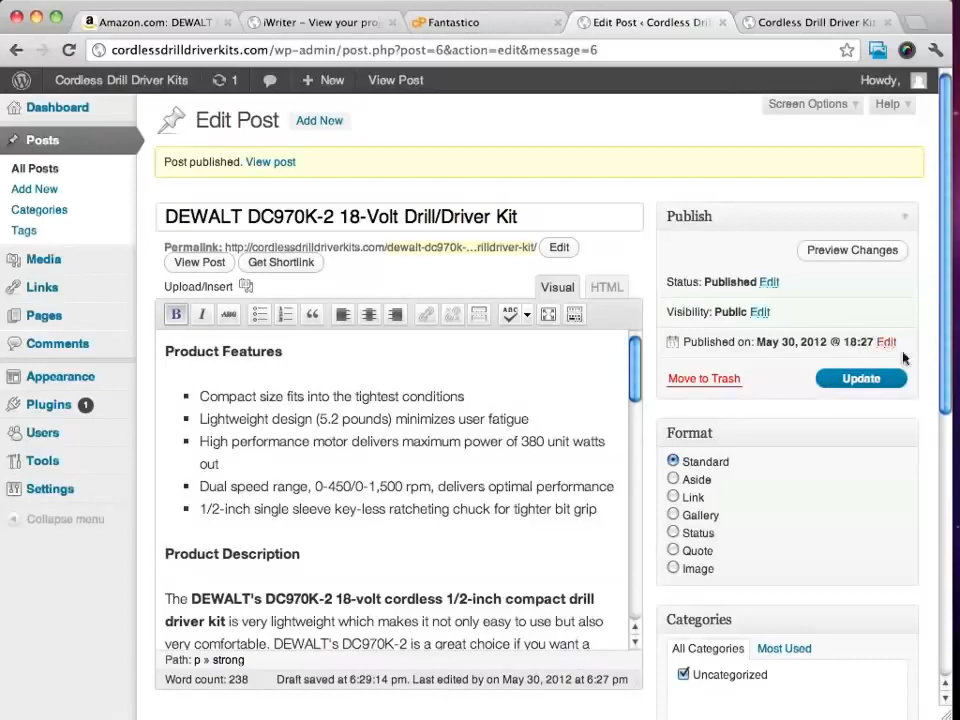 Amazon.com: DEWALT
iWriter – View your pro
Fantastico
Edit Post ‹ Cordless Dril
Cordless Drill Driver Kit
cordlessdrilldriverkits.com/wp-admin/post.php?post=6&action=edit&message=6
Cordless Drill Driver Kits
1
New
View Post
Howdy,
Dashboard
Posts
All Posts
Add New
Categories
Tags
Media
Links
Pages
Comments
Appearance
Plugins 1
Users
Tools
Settings
Collapse menu
Screen Options
Help
Edit Post
Add New
Post published. View post
DEWALT DC970K-2 18-Volt Drill/Driver Kit
Permalink: http://cordlessdrilldriverkits.com/dewalt-dc970k-...rilldriver-kit/ Edit
View Post Get Shortlink
Upload/Insert
Visual HTML
B I ABC
ABC
Product Features
Compact size fits into the tightest conditions
Lightweight design (5.2 pounds) minimizes user fatigue
High performance motor delivers maximum power of 380 unit watts
out
Dual speed range, 0-450/0-1,500 rpm, delivers optimal performance
1/2-inch single sleeve key-less ratcheting chuck for tighter bit grip
Product Description
The DEWALT's DC970K-2 18-volt cordless 1/2-inch compact drill
driver kit is very lightweight which makes it not only easy to use but also
very comfortable. DEWALT's DC970K-2 is a great choice if you want a
Path: p » strong
Word count: 238
Draft saved at 6:29:14 pm. Last edited by on May 30, 2012 at 6:27 pm
Publish
Preview Changes
Status: Published Edit
Visibility: Public Edit
Published on: May 30, 2012 @ 18:27 Edit
Move to Trash
Update
Format
Standard
Aside
Link
Gallery
Status
Quote
Image
Categories
All Categories Most Used
Uncategorized